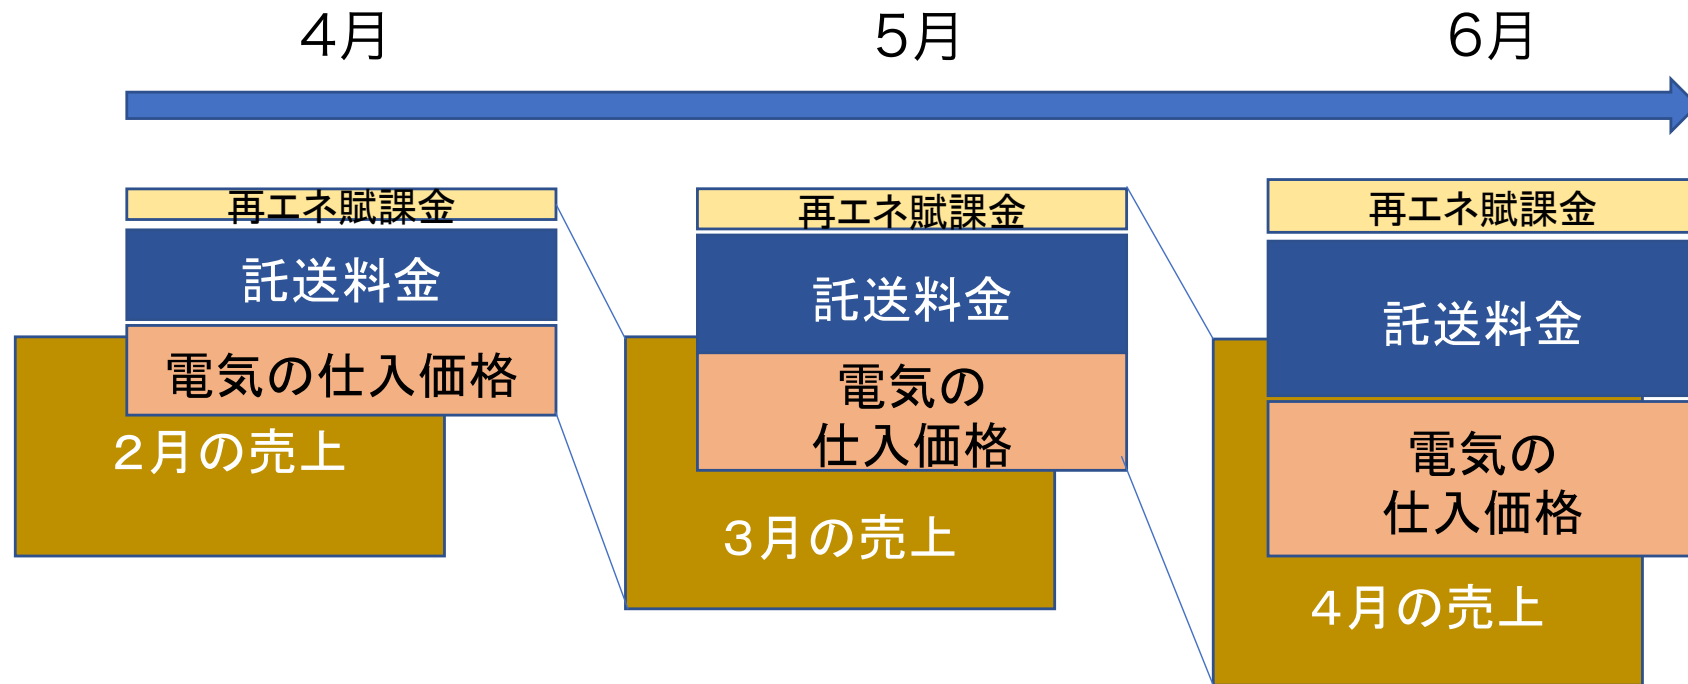 4月
5月
6月
再エネ賦課金
託送料金
電気の仕入価格
2月の売上
再エネ賦課金
託送料金
電気の
仕入価格
3月の売上
再エネ賦課金
託送料金
電気の
仕入価格
4月の売上